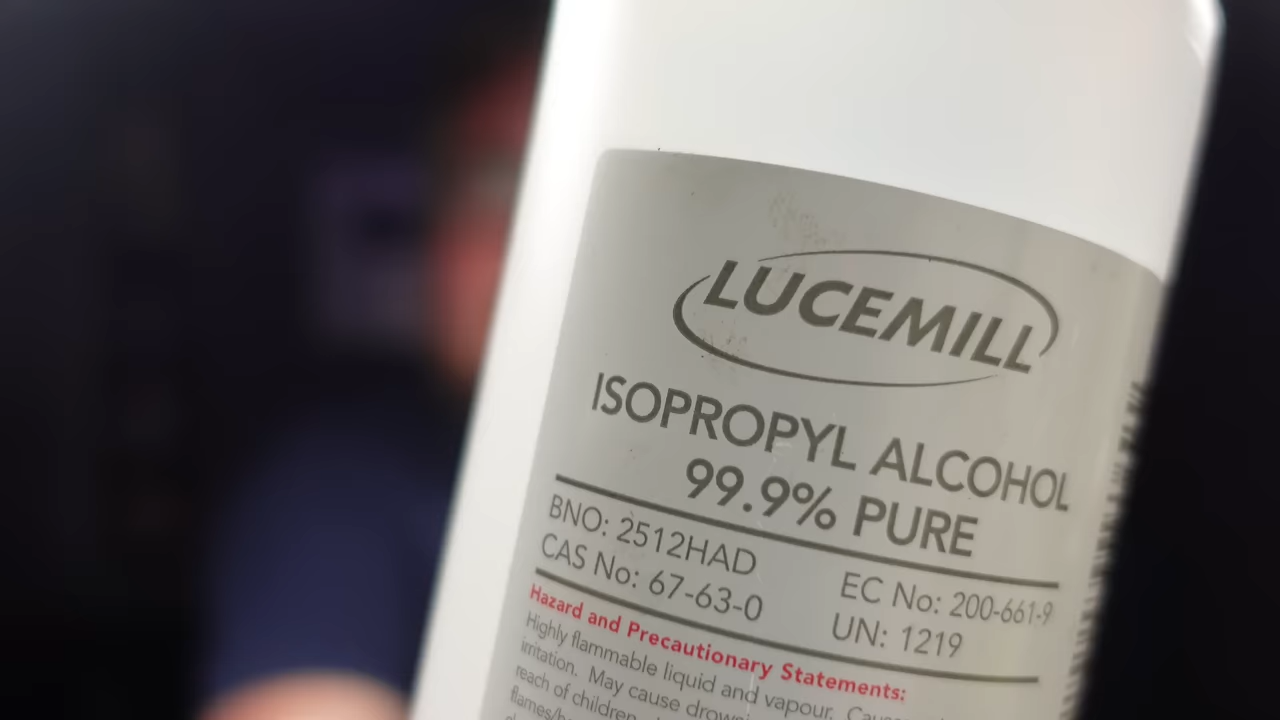 LUCEMILL
ISOPROPYL ALCOHOL
99.9% PURE
BNO: 2512HAD
CAS No: 67-63-0
EC No: 200-661-9
UN: 1219
Hazard and Precautionary Statements:
Highly flammable liquid and vapour.
irritation. May cause
reach of children.